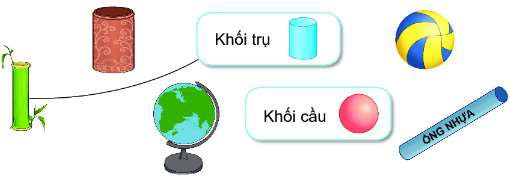 Khối trụ
Khối cầu
ỐNG NHỰA